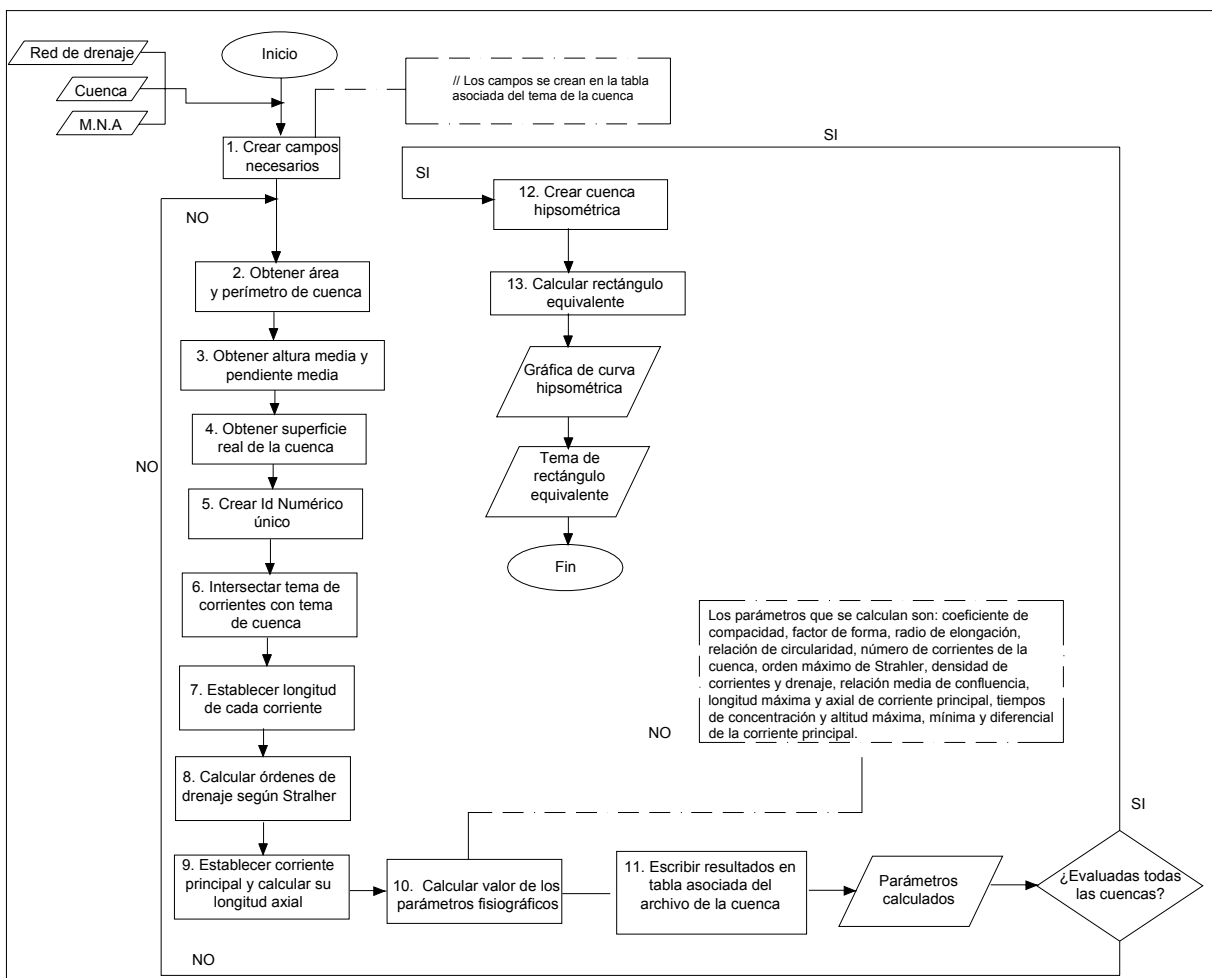 Red de drenaje
Cuenca
M.N.A
Inicio
// Los campos se crean en la tabla
asociada del tema de la cuenca
1. Crear campos
necesarios
NO
2. Obtener área
y perímetro de cuenca
3. Obtener altura media y
pendiente media
4. Obtener superficie
real de la cuenca
NO
5. Crear Id Numérico
único
6. Intersectar tema de
corrientes con tema
de cuenca
7. Establecer longitud
de cada corriente
8. Calcular órdenes de
drenaje según Stralher
9. Establecer corriente
principal y calcular su
longitud axial
10. Calcular valor de los
parámetros fisiográficos
Los parámetros que se calculan son: coeficiente de
compacidad, factor de forma, radio de elongación,
relación de circularidad, número de corrientes de la
cuenca, orden máximo de Strahler, densidad de
corrientes y drenaje, relación media de confluencia,
longitud máxima y axial de corriente principal, tiempos
de concentración y altitud máxima, mínima y diferencial
de la corriente principal.
NO
11. Escribir resultados en
tabla asociada del
archivo de la cuenca
Parámetros
calculados
¿Evaluadas todas
las cuencas?
NO
SI
SI
SI
12. Crear cuenca
hipsométrica
13. Calcular rectángulo
equivalente
Gráfica de curva
hipsométrica
Tema de
rectángulo
equivalente
Fin